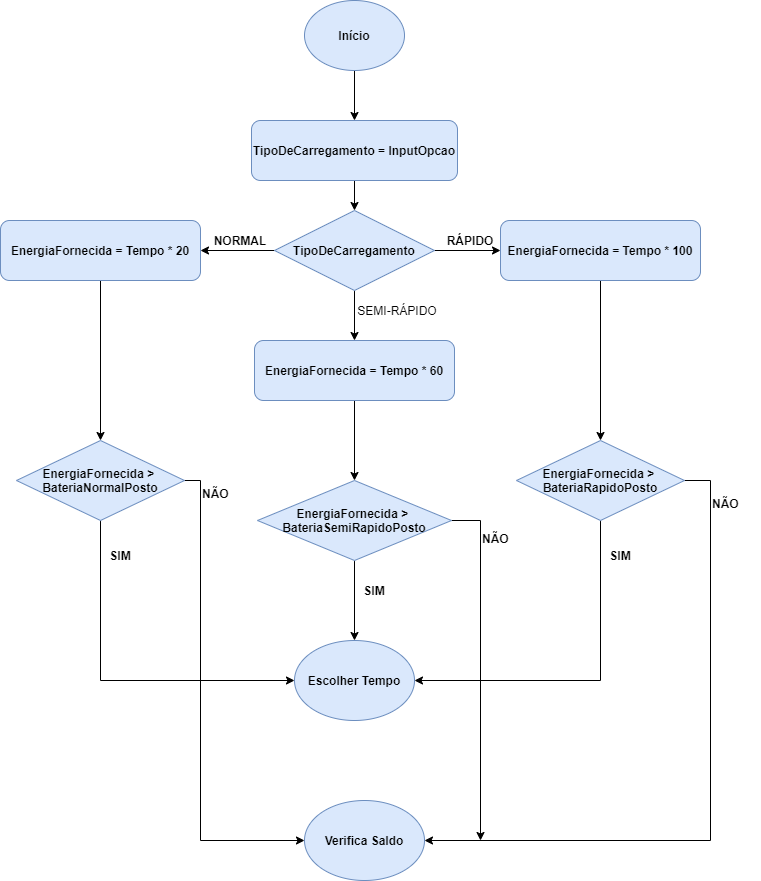 Início
TipoDeCarregamento = InputOpcao
NORMAL
RÁPIDO
EnergiaFornecida = Tempo * 20
TipoDeCarregamento
EnergiaFornecida = Tempo * 100
SEMI-RÁPIDO
EnergiaFornecida = Tempo * 60
EnergiaFornecida >
BateriaNormalPosto
EnergiaFornecida >
BateriaRapidoPosto
NÃO
NÃO
EnergiaFornecida >
BateriaSemiRapidoPosto
NÃO
SIM
SIM
SIM
Escolher Tempo
Verifica Saldo